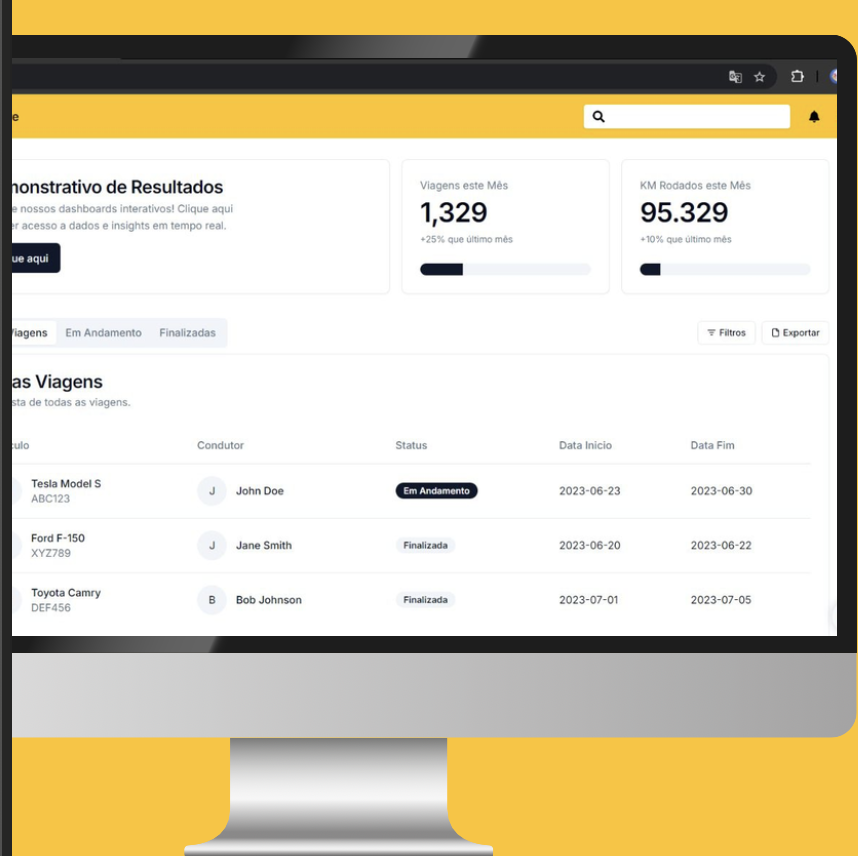 e
monstrativo de Resultados
e nossos dashboards interativos! Clique aqui
er acesso a dados e insights em tempo real.
ue aqui
Viagens este Mês
1,329
+25% que último mês
KM Rodados este Mês
95.329
+10% que último mês
Viagens Em Andamento Finalizadas
Filtros Exportar
as Viagens
sta de todas as viagens.
culo Condutor Status Data Inicio Data Fim
Tesla Model S
ABC123
J John Doe Em Andamento 2023-06-23 2023-06-30
Ford F-150
XYZ789
J Jane Smith Finalizada 2023-06-20 2023-06-22
Toyota Camry
DEF456
B Bob Johnson Finalizada 2023-07-01 2023-07-05